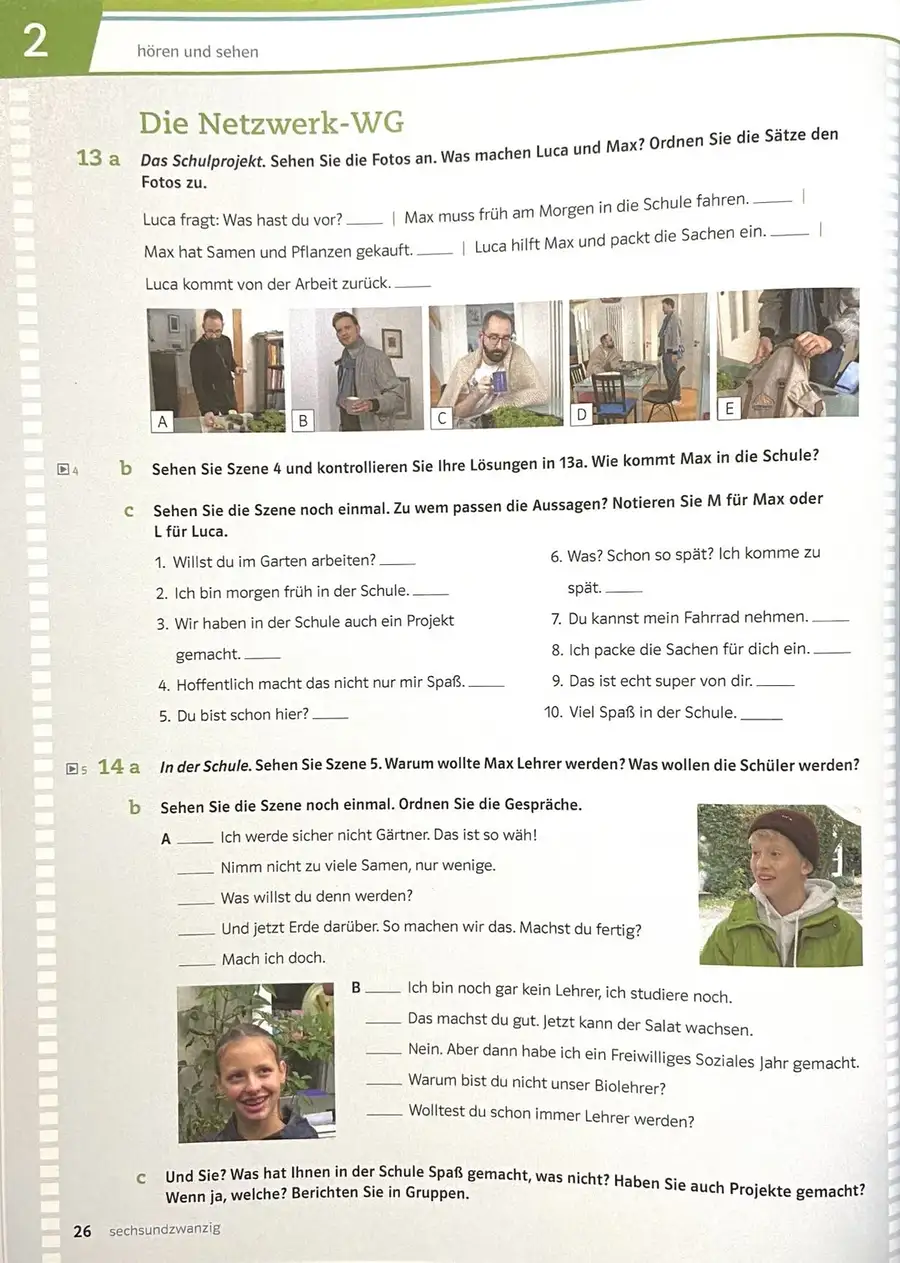 2
hören und sehen
Die Netzwerk-WG
13 a Das Schulprojekt. Sehen Sie die Fotos an. Was machen Luca und Max? Ordnen Sie die Sätze den
Fotos zu.
Luca fragt: Was hast du vor? ____ | Max muss früh am Morgen in die Schule fahren. ____ |
Max hat Samen und Pflanzen gekauft. ____ | Luca hilft Max und packt die Sachen ein. ____ |
Luca kommt von der Arbeit zurück. ____
A B C D E
4 b Sehen Sie Szene 4 und kontrollieren Sie Ihre Lösungen in 13a. Wie kommt Max in die Schule?
c Sehen Sie die Szene noch einmal. Zu wem passen die Aussagen? Notieren Sie M für Max oder
L für Luca.
1. Willst du im Garten arbeiten? ____
2. Ich bin morgen früh in der Schule. ____
3. Wir haben in der Schule auch ein Projekt
gemacht. ____
4. Hoffentlich macht das nicht nur mir Spaß. ____
5. Du bist schon hier? ____
6. Was? Schon so spät? Ich komme zu
spät. ____
7. Du kannst mein Fahrrad nehmen. ____
8. Ich packe die Sachen für dich ein. ____
9. Das ist echt super von dir. ____
10. Viel Spaß in der Schule. ____
5 14 a In der Schule. Sehen Sie Szene 5. Warum wollte Max Lehrer werden? Was wollen die Schüler werden?
b Sehen Sie die Szene noch einmal. Ordnen Sie die Gespräche.
A ____ Ich werde sicher nicht Gärtner. Das ist so wäh!
____ Nimm nicht zu viele Samen, nur wenige.
____ Was willst du denn werden?
____ Und jetzt Erde darüber. So machen wir das. Machst du fertig?
____ Mach ich doch.
B ____ Ich bin noch gar kein Lehrer, ich studiere noch.
____ Das machst du gut. Jetzt kann der Salat wachsen.
____ Nein. Aber dann habe ich ein Freiwilliges Soziales Jahr gemacht.
____ Warum bist du nicht unser Biolehrer?
____ Wolltest du schon immer Lehrer werden?
c Und Sie? Was hat Ihnen in der Schule Spaß gemacht, was nicht? Haben Sie auch Projekte gemacht?
Wenn ja, welche? Berichten Sie in Gruppen.
26 sechsundzwanzig